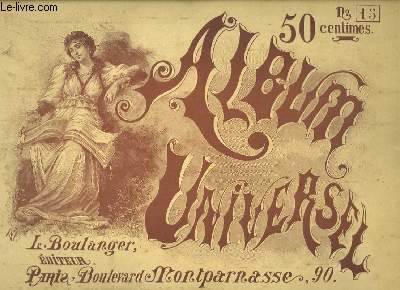 Le-livre.com
50 centimes.
No 13
ALBUM
UNIVERSEL
L. Boulanger,
ÉDITEUR.
Paris, Boulevard Montparnasse, 90.